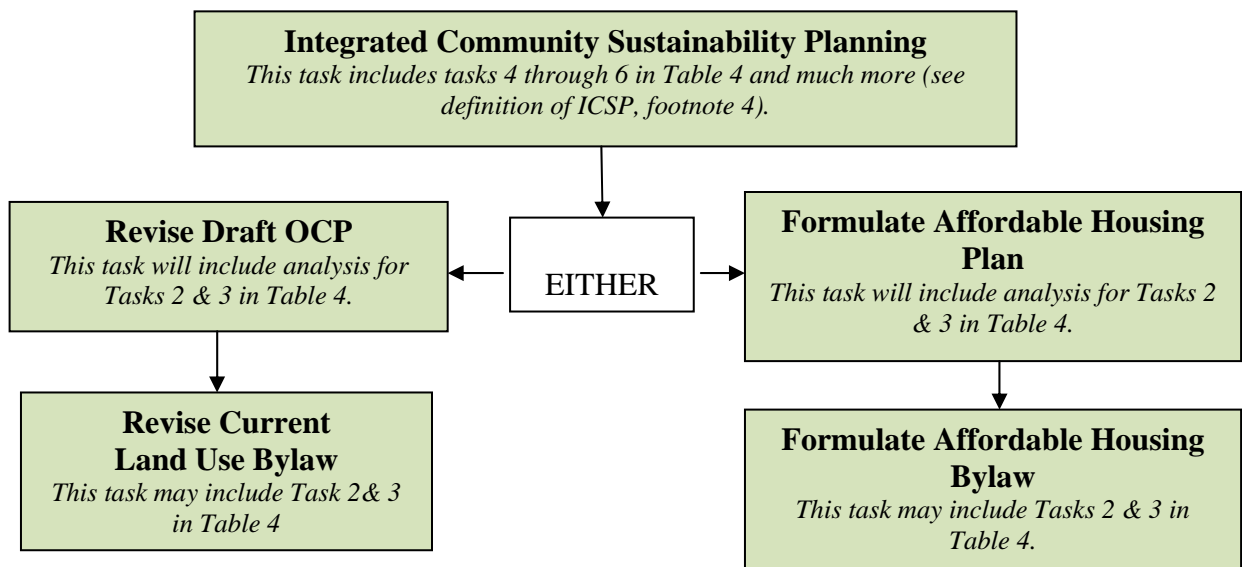 Integrated Community Sustainability Planning
This task includes tasks 4 through 6 in Table 4 and much more (see
definition of ICSP, footnote 4).
Revise Draft OCP
This task will include analysis for
Tasks 2 & 3 in Table 4.
EITHER
Formulate Affordable Housing
Plan
This task will include analysis for Tasks 2
& 3 in Table 4.
Revise Current
Land Use Bylaw
This task may include Task 2& 3
in Table 4
Formulate Affordable Housing
Bylaw
This task may include Tasks 2 & 3 in
Table 4.